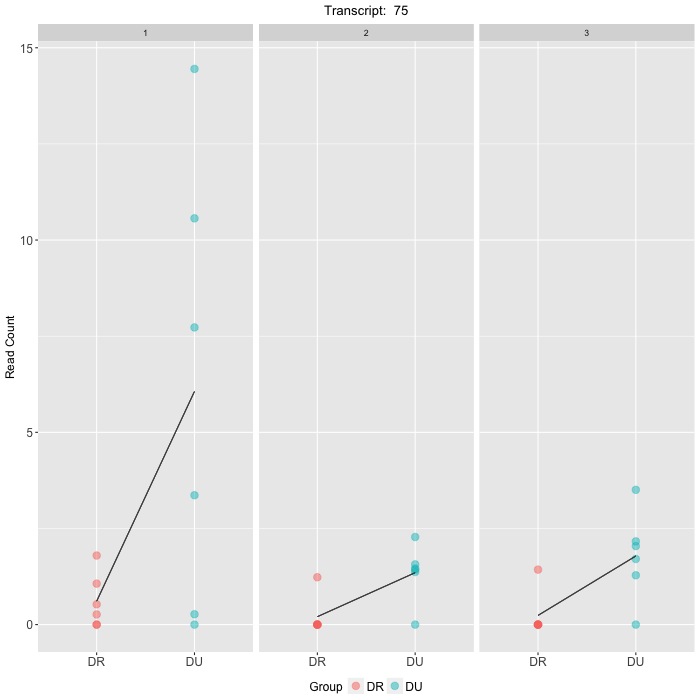 Transcript:  75
1 2 3
Read Count
15
10
5
0
DR DU DR DU DR DU
Group DR DU